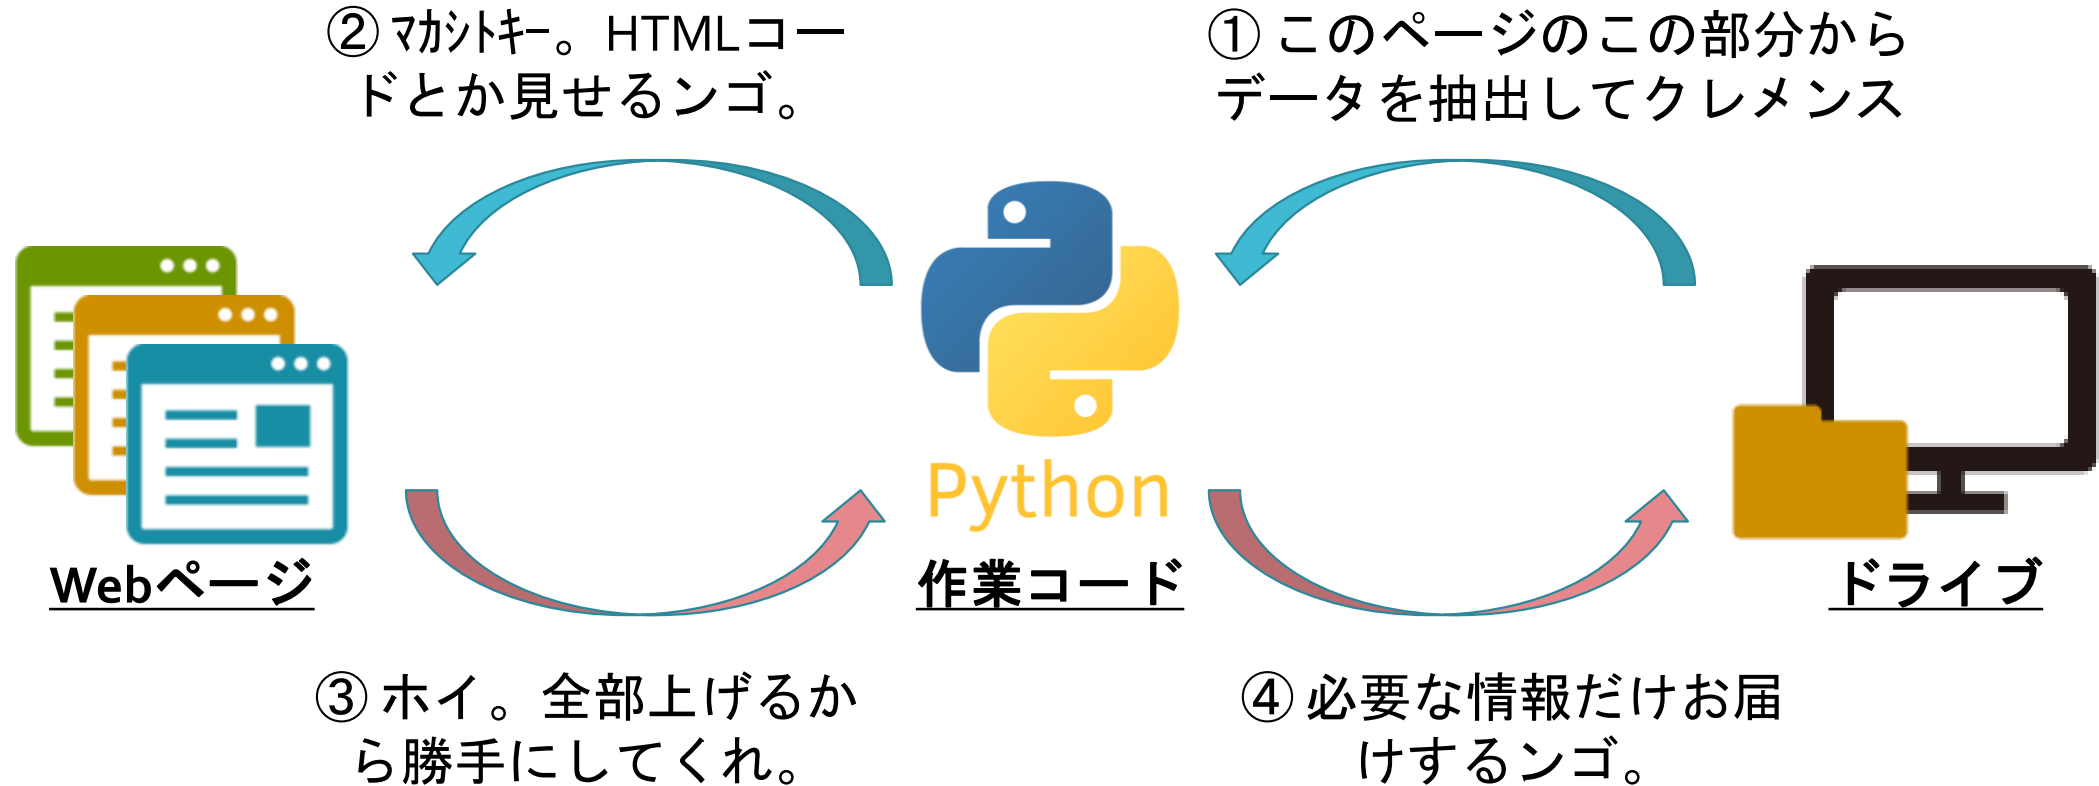 ② ﾏｶｼﾄｷｰ。HTMLコー
ドとか見せるンゴ。
① このページのこの部分から
データを抽出してクレメンス
Python
Webページ
作業コード
ドライブ
③ ホイ。全部上げるか
ら勝手にしてくれ。
④ 必要な情報だけお届
けするンゴ。